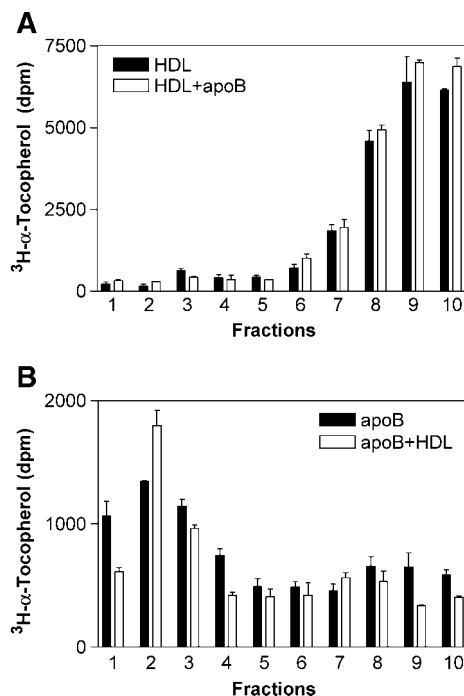 A
7500
5000
2500
0
³H-α-Tocopherol (dpm)
HDL
HDL+apoB
1 2 3 4 5 6 7 8 9 10
Fractions
B
2000
1000
0
³H-α-Tocopherol (dpm)
apoB
apoB+HDL
1 2 3 4 5 6 7 8 9 10
Fractions